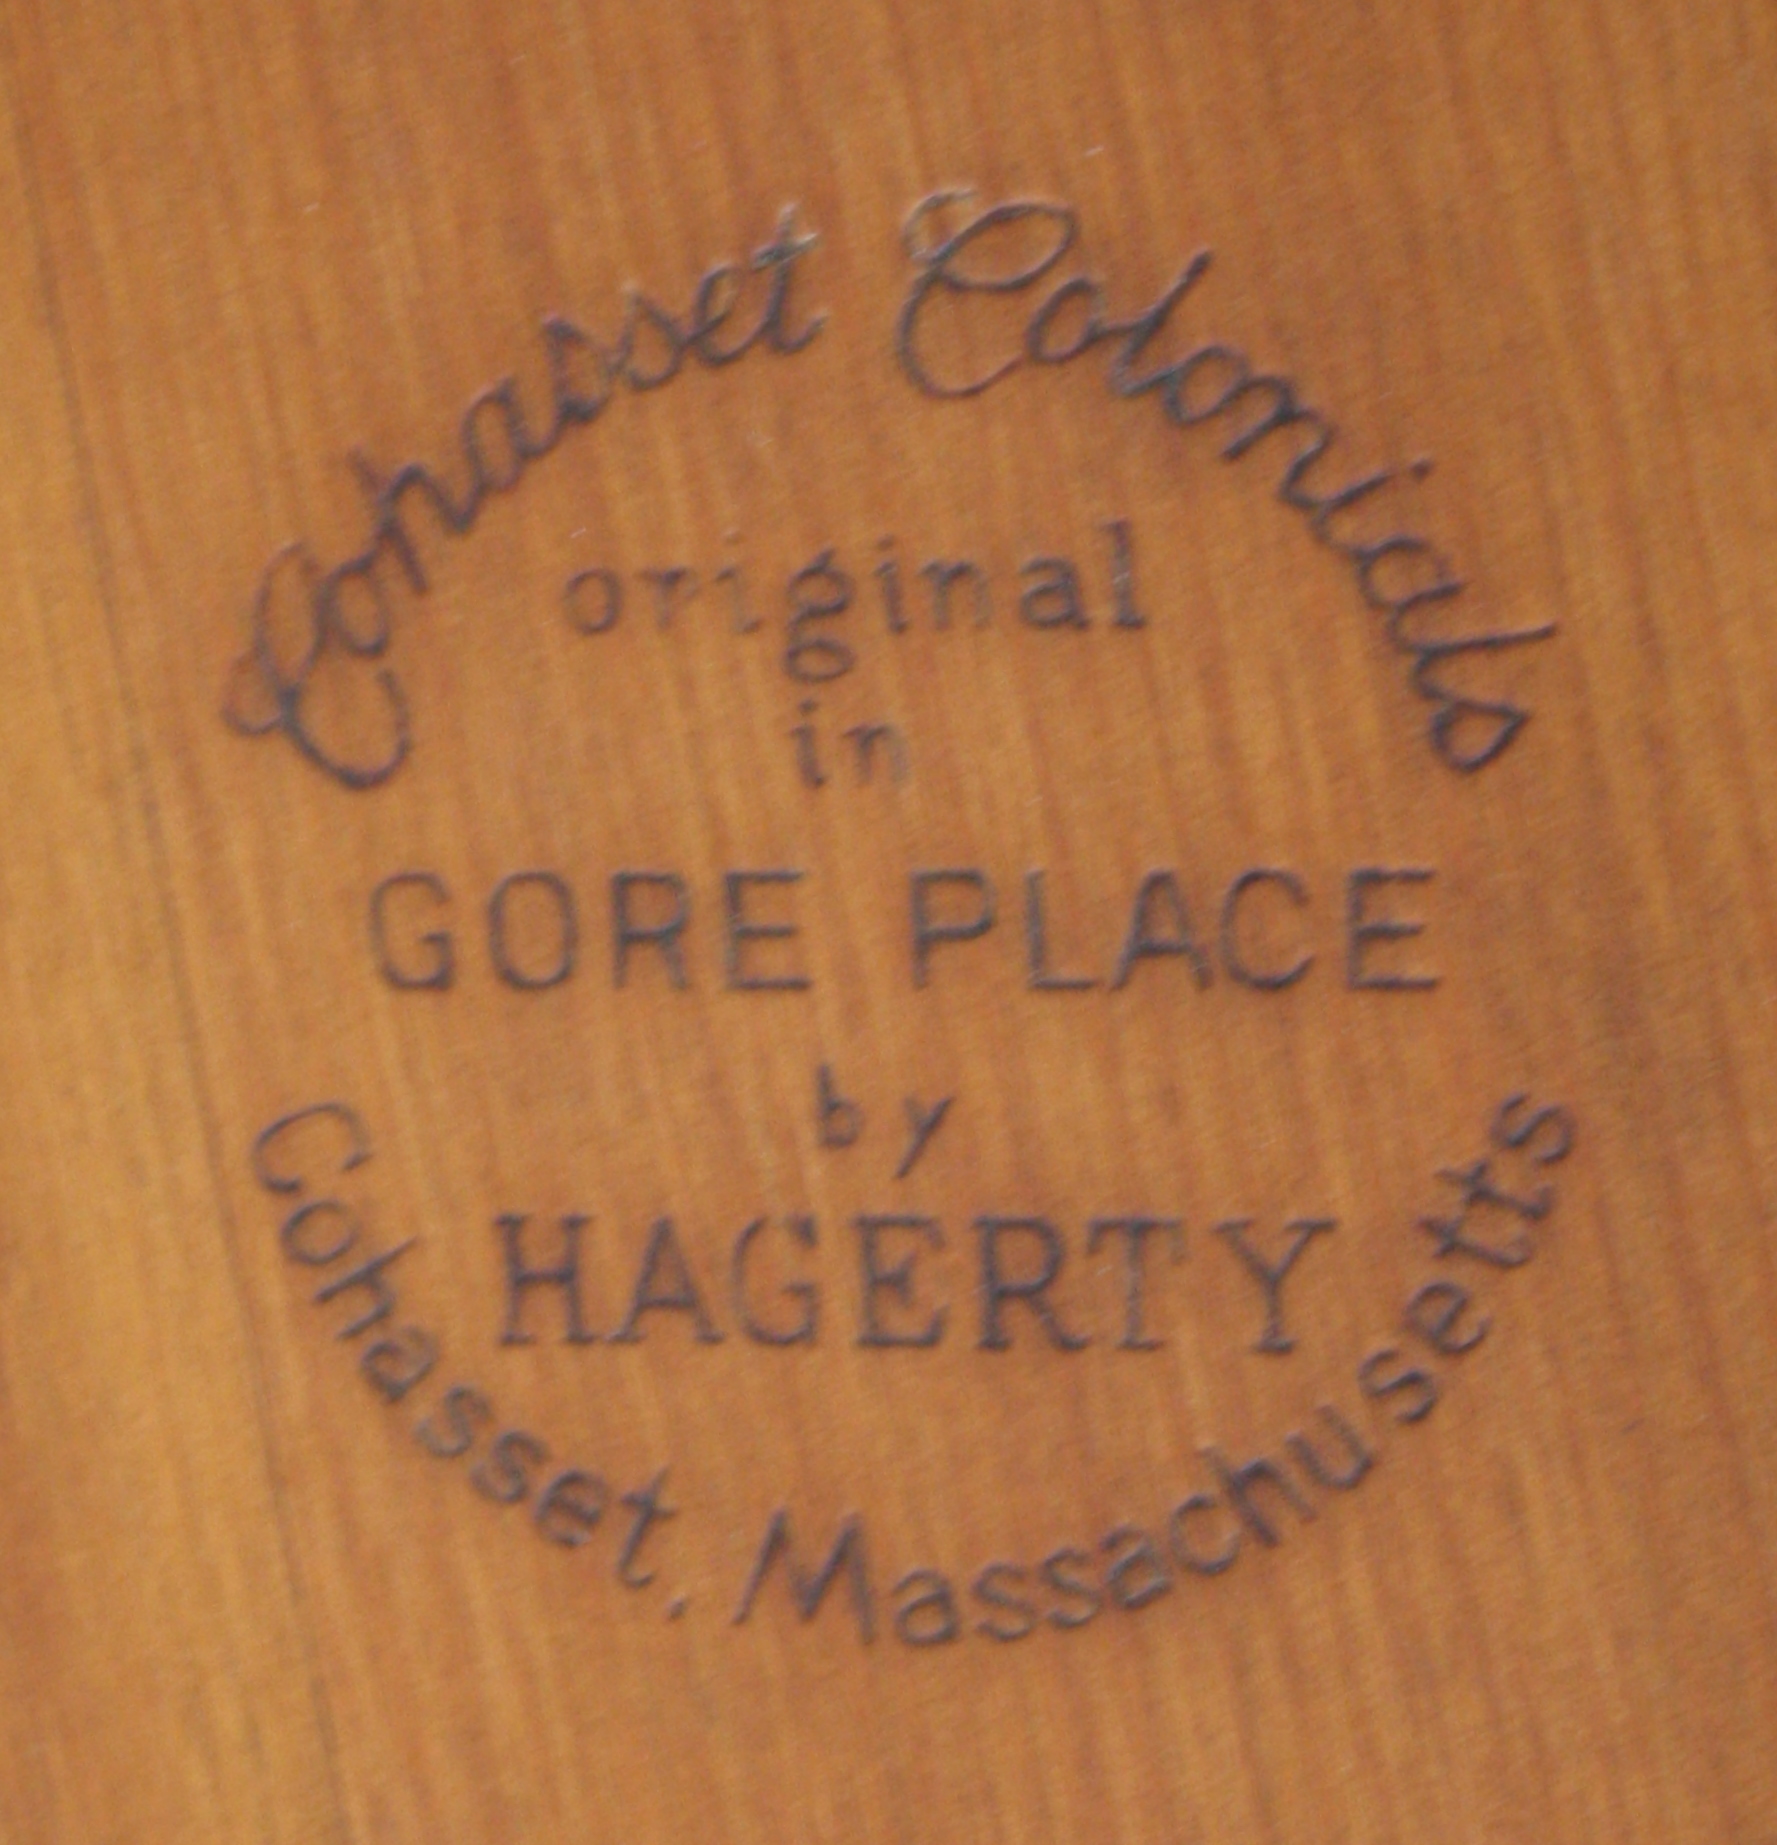 Cohasset Colonials
original
in
GORE PLACE
by
HAGERTY
Cohasset, Massachusetts